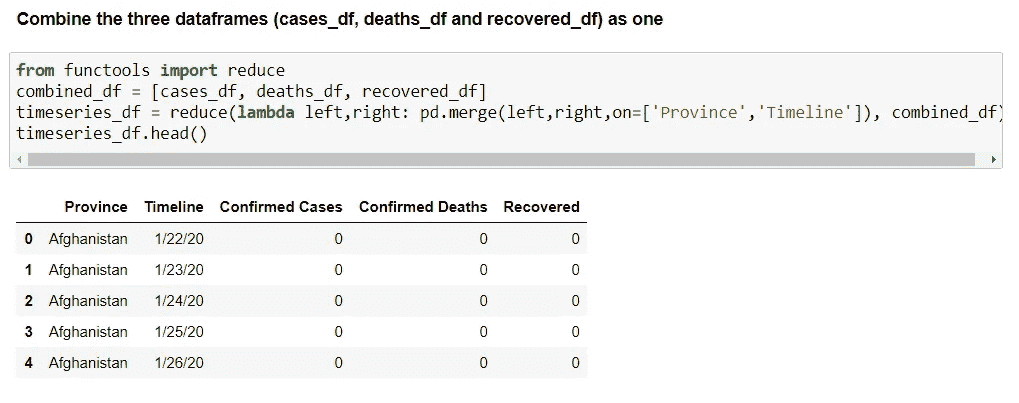 Combine the three dataframes (cases_df, deaths_df and recovered_df) as one
from functools import reduce
combined_df = [cases_df, deaths_df, recovered_df]
timeseries_df = reduce(lambda left,right: pd.merge(left,right,on=['Province','Timeline']), combined_df)
timeseries_df.head()
Province Timeline Confirmed Cases Confirmed Deaths Recovered
0 Afghanistan 1/22/20 0 0 0
1 Afghanistan 1/23/20 0 0 0
2 Afghanistan 1/24/20 0 0 0
3 Afghanistan 1/25/20 0 0 0
4 Afghanistan 1/26/20 0 0 0